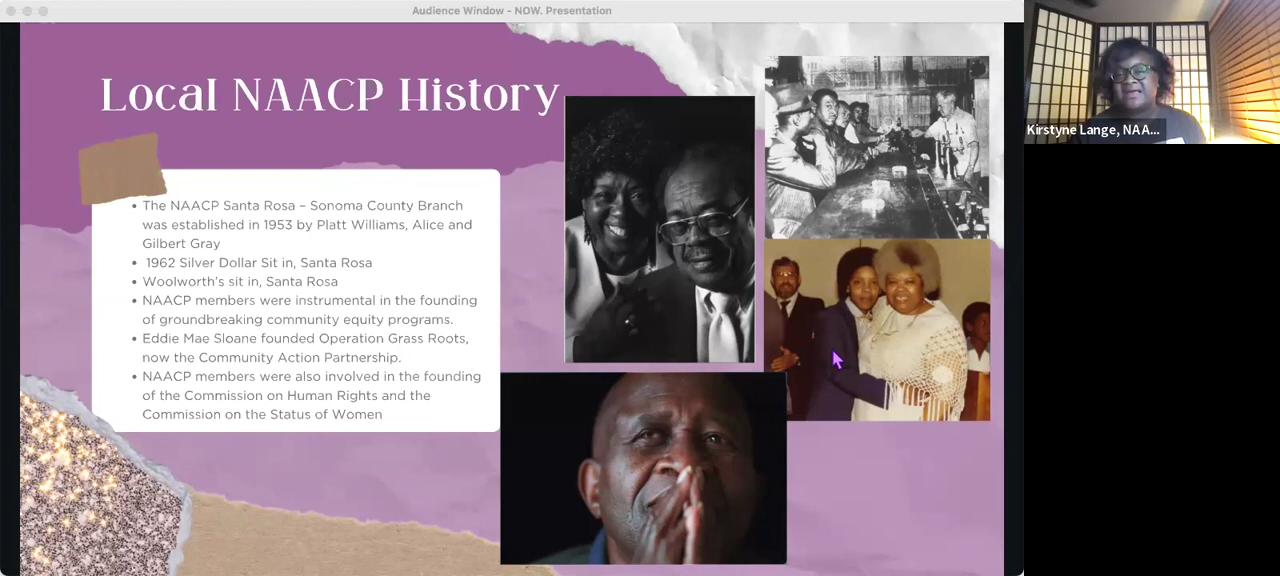 Audience Window - NOW. Presentation
Local NAACP History
• The NAACP Santa Rosa – Sonoma County Branch
was established in 1953 by Platt Williams, Alice and
Gilbert Gray
• 1962 Silver Dollar Sit in, Santa Rosa
• Woolworth's sit in, Santa Rosa
• NAACP members were instrumental in the founding
of groundbreaking community equity programs.
• Eddie Mae Sloane founded Operation Grass Roots,
now the Community Action Partnership.
• NAACP members were also involved in the founding
of the Commission on Human Rights and the
Commission on the Status of Women
Kirstyne Lange, NAA...